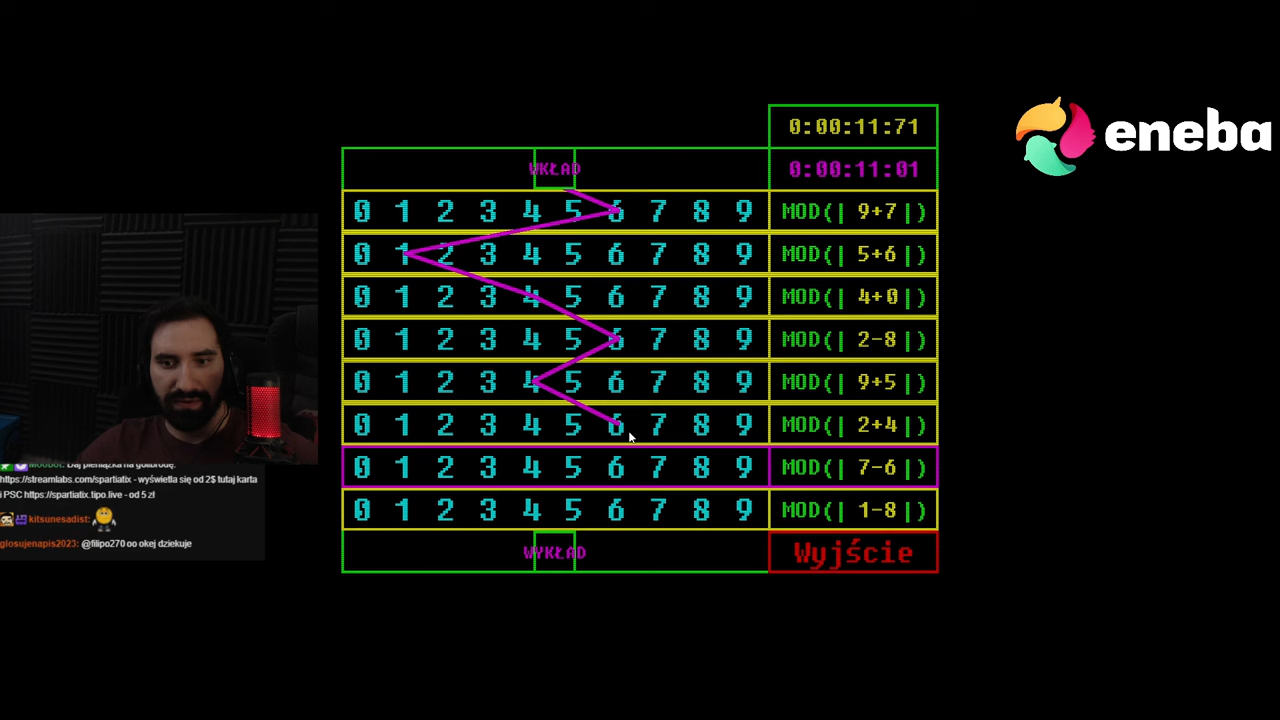 eneba
0:00:11:71
WKŁAD
0:00:11:01
0 1 2 3 4 5 6 7 8 9 MOD(| 9+7 |)
0 1 2 3 4 5 6 7 8 9 MOD(| 5+6 |)
0 1 2 3 4 5 6 7 8 9 MOD(| 4+0 |)
0 1 2 3 4 5 6 7 8 9 MOD(| 2-8 |)
0 1 2 3 4 5 6 7 8 9 MOD(| 9+5 |)
0 1 2 3 4 5 6 7 8 9 MOD(| 2+4 |)
0 1 2 3 4 5 6 7 8 9 MOD(| 7-6 |)
0 1 2 3 4 5 6 7 8 9 MOD(| 1-8 |)
WYKŁAD
Wyjście
MooBot: Daj pieniążka na golibrodę:
https://streamlabs.com/spartiatix - wyświetla się od 2$ tutaj karta
i PSC https://spartiatix.tipo.live - od 5 zł
kitsunesadist:
glosujenapis2023: @filipo270 oo okej dziekuje